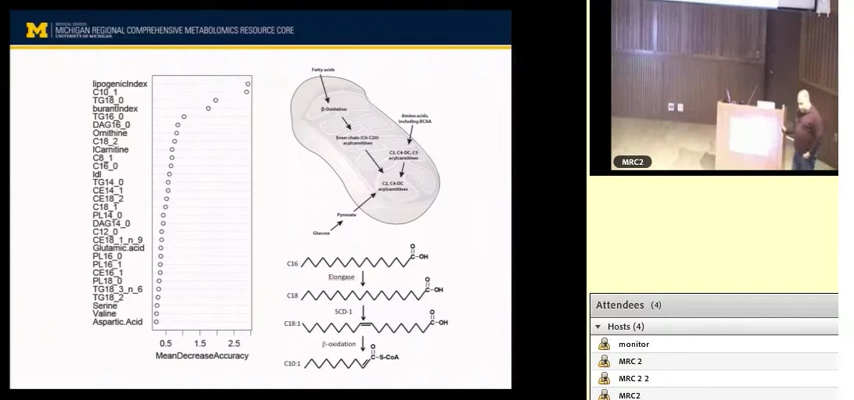 M
MEDICAL SCHOOL
MICHIGAN REGIONAL COMPREHENSIVE METABOLOMICS RESOURCE CORE
UNIVERSITY OF MICHIGAN
lipogenicIndex
C10_1
TG18_0
burantIndex
TG16_0
DAG16_0
Ornithine
C18_2
lCarnitine
C8_1
C16_0
ldl
TG14_0
CE14_1
CE18_2
C18_1
PL14_0
DAG14_0
C12_0
CE18_1_n_9
Glutamic.acid
PL16_0
PL16_1
CE16_1
PL18_0
TG18_3_n_6
TG18_2
Serine
Valine
Aspartic.Acid
0.5 1.5 2.5
MeanDecreaseAccuracy
Fatty acids
β-Oxidation
Even chain (C6-C20)
acylcarnitines
Amino acids,
including BCAA
C3, C4-DC, C5
acylcarnitines
C2, C4-DC
acylcarnitines
Pyruvate
Glucose
C16
O
C-OH
Elongase
C18
O
C-OH
SCD-1
C18:1
O
C-OH
β-oxidation
C10:1
O
C-S-CoA
MRC2
Attendees (4)
Hosts (4)
monitor
MRC 2
MRC 2 2
MRC2